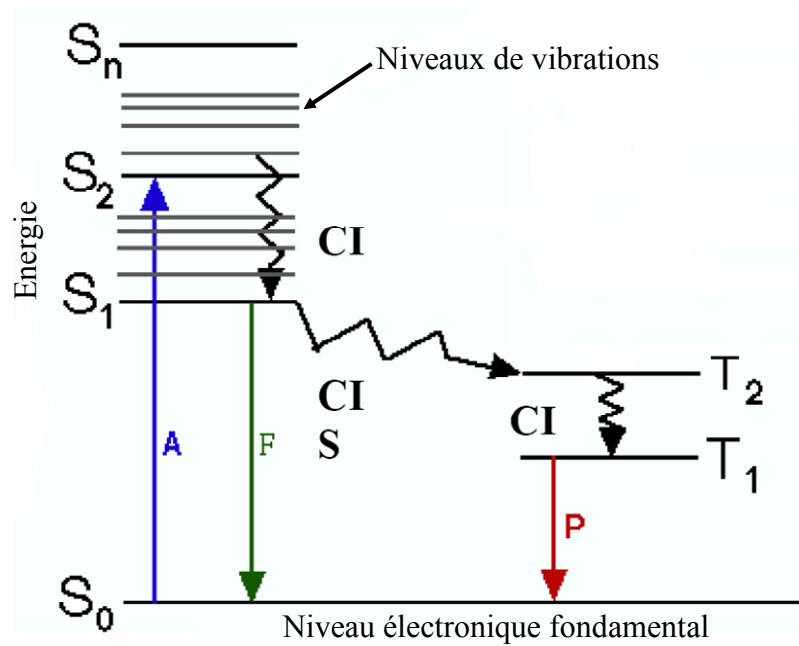 Sn
Niveaux de vibrations
S2
Energie
CI
S1
T2
CI
S
CI
A
F
T1
P
S0
Niveau électronique fondamental